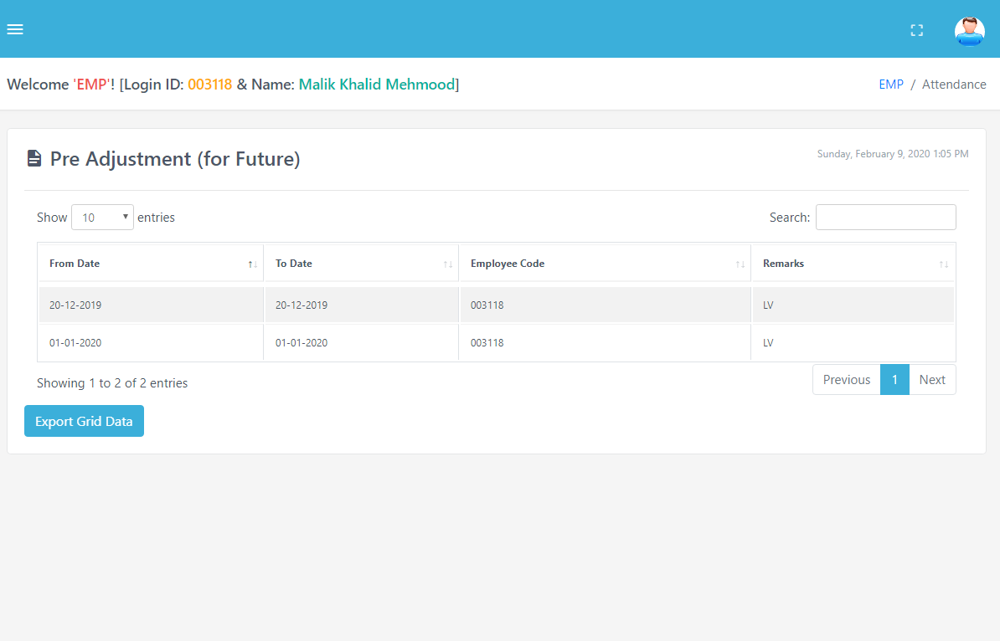 Welcome 'EMP'! [Login ID: 003118 & Name: Malik Khalid Mehmood]
EMP / Attendance
Pre Adjustment (for Future)
Sunday, February 9, 2020 1:05 PM
Show 10 entries
Search:
From Date To Date Employee Code Remarks
20-12-2019 20-12-2019 003118 LV
01-01-2020 01-01-2020 003118 LV
Showing 1 to 2 of 2 entries
Previous 1 Next
Export Grid Data